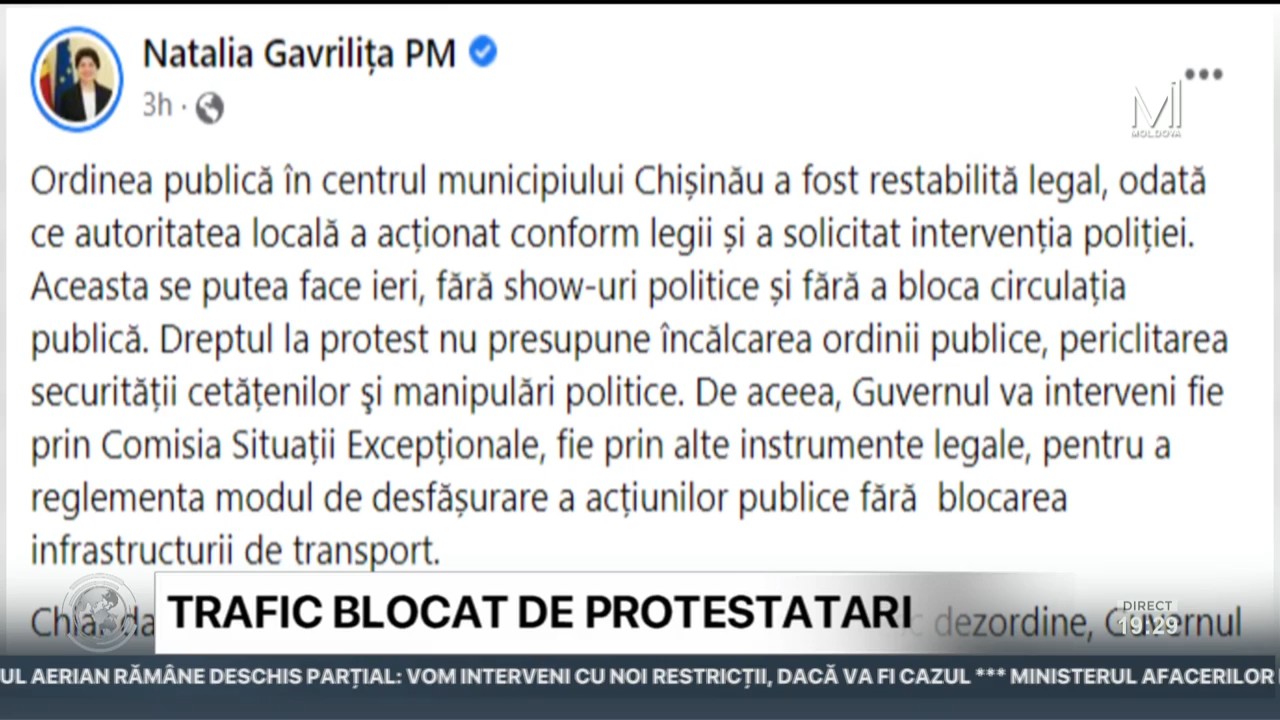 Natalia Gavrilița PM
3h ·
M1
MOLDOVA
Ordinea publică în centrul municipiului Chișinău a fost restabilită legal, odată
ce autoritatea locală a acționat conform legii și a solicitat intervenția poliției.
Aceasta se putea face ieri, fără show-uri politice și fără a bloca circulația
publică. Dreptul la protest nu presupune încălcarea ordinii publice, periclitarea
securității cetățenilor şi manipulări politice. De aceea, Guvernul va interveni fie
prin Comisia Situații Excepționale, fie prin alte instrumente legale, pentru a
reglementa modul de desfășurare a acțiunilor publice fără blocarea
infrastructurii de transport.
dezordine, Guvernul
TRAFIC BLOCAT DE PROTESTATARI
DIRECT
19:29
UL AERIAN RĂMÂNE DESCHIS PARȚIAL: VOM INTERVENI CU NOI RESTRICȚII, DACĂ VA FI CAZUL *** MINISTERUL AFACERILOR